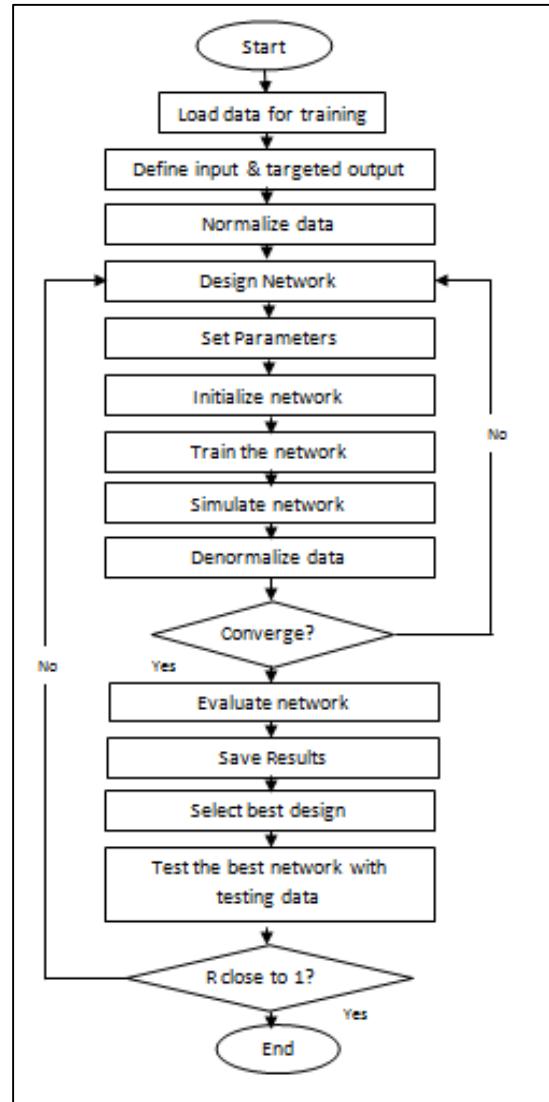 Start
Load data for training
Define input & targeted output
Normalize data
Design Network
Set Parameters
Initialize network
Train the network
No
Simulate network
Denormalize data
Converge?
No
Yes
Evaluate network
Save Results
Select best design
Test the best network with
testing data
R close to 1?
Yes
End